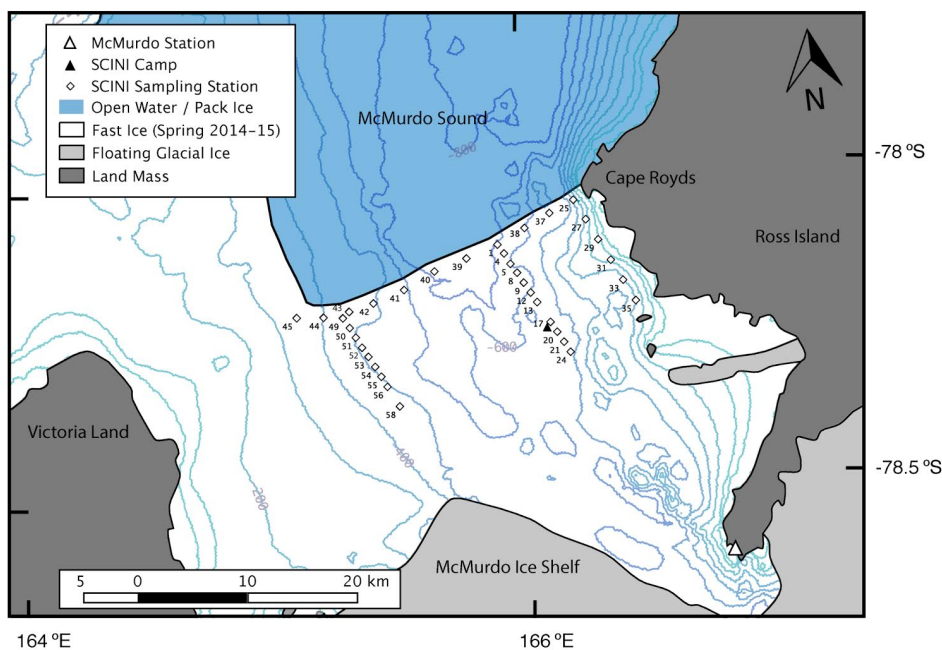 McMurdo Station
SCINI Camp
SCINI Sampling Station
Open Water / Pack Ice
Fast Ice (Spring 2014-15)
Floating Glacial Ice
Land Mass
McMurdo Sound
N
-800
-78 ºS
Cape Royds
25
37
27
38
Ross Island
29
1
4
39
31
5
40
8
33
9
41
12
35
43
42
13
45
44
49
17
50
20
51
-600
21
52
24
53
54
55
56
58
Victoria Land
-400
-78.5 ºS
200
McMurdo Ice Shelf
5 0 10 20 km
164 ºE
166 ºE